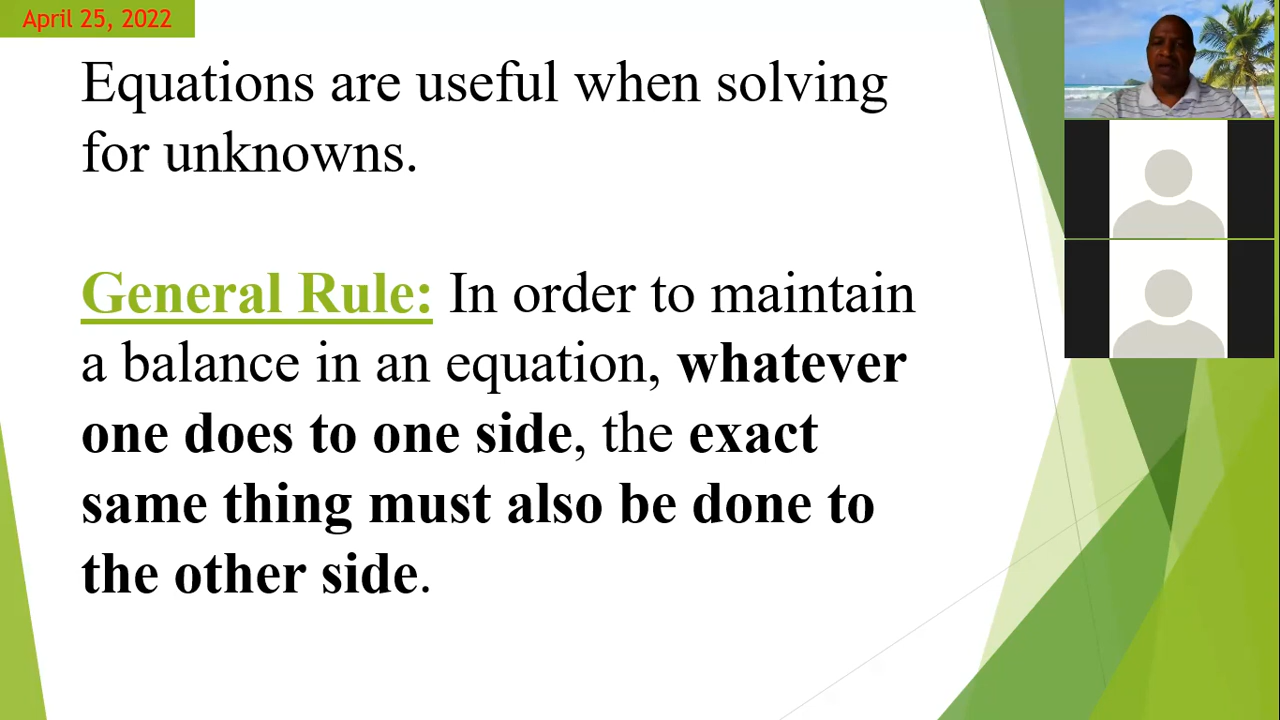 April 25, 2022
Equations are useful when solving
for unknowns.
General Rule: In order to maintain
a balance in an equation, whatever
one does to one side, the exact
same thing must also be done to
the other side.